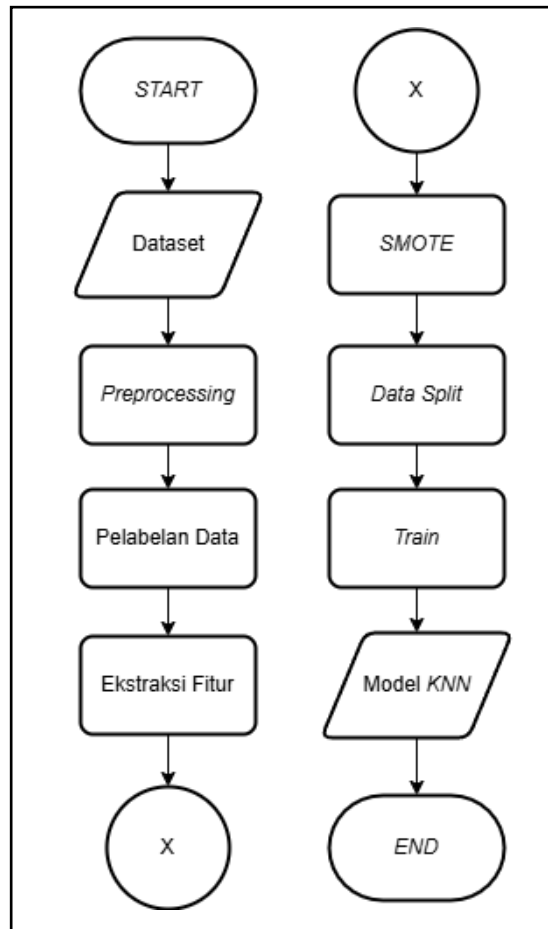 START
Dataset
Preprocessing
Pelabelan Data
Ekstraksi Fitur
X
X
SMOTE
Data Split
Train
Model KNN
END